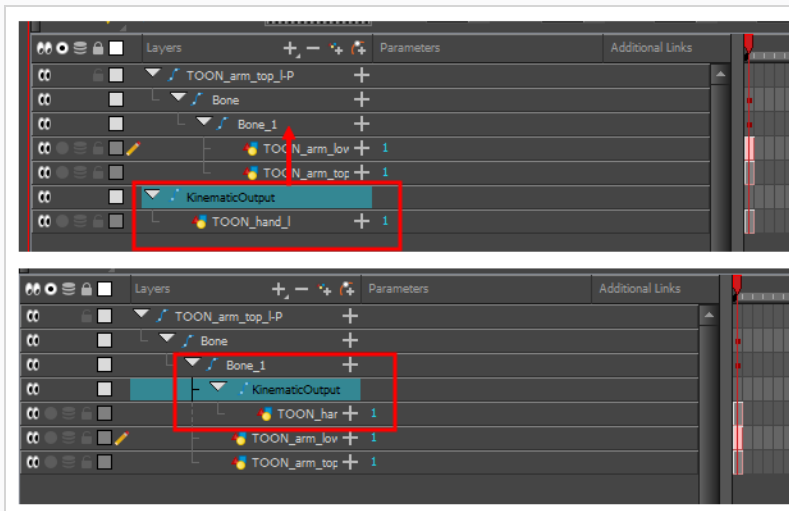 Layers Parameters Additional Links
TOON_arm_top_l-P
Bone
Bone_1
TOON_arm_lov 1
TOON_arm_top 1
KinematicOutput
TOON_hand_l 1
Layers Parameters Additional Links
TOON_arm_top_l-P
Bone
Bone_1
KinematicOutput
TOON_har 1
TOON_arm_lov 1
TOON_arm_top 1